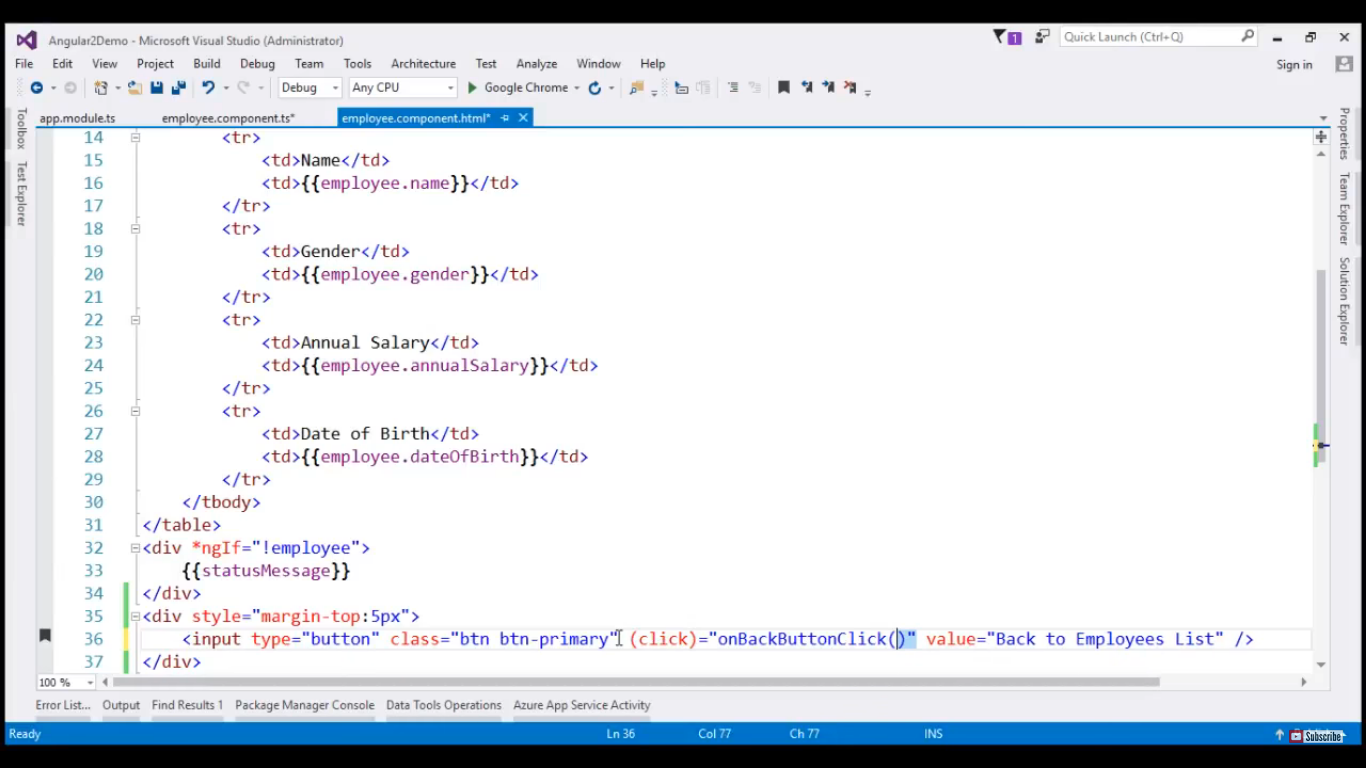 Angular2Demo - Microsoft Visual Studio (Administrator)
1
Quick Launch (Ctrl+Q)
File Edit View Project Build Debug Team Tools Architecture Test Analyze Window Help
Sign in
Debug Any CPU Google Chrome
app.module.ts employee.component.ts* employee.component.html*
Toolbox
Test Explorer
Properties
Team Explorer
Solution Explorer
14 <tr>
15 <td>Name</td>
16 <td>{{employee.name}}</td>
17 </tr>
18 <tr>
19 <td>Gender</td>
20 <td>{{employee.gender}}</td>
21 </tr>
22 <tr>
23 <td>Annual Salary</td>
24 <td>{{employee.annualSalary}}</td>
25 </tr>
26 <tr>
27 <td>Date of Birth</td>
28 <td>{{employee.dateOfBirth}}</td>
29 </tr>
30 </tbody>
31 </table>
32 <div *ngIf="!employee">
33 {{statusMessage}}
34 </div>
35 <div style="margin-top:5px">
36 <input type="button" class="btn btn-primary" (click)="onBackButtonClick()" value="Back to Employees List" />
37 </div>
100 %
Error List... Output Find Results 1 Package Manager Console Data Tools Operations Azure App Service Activity
Ready Ln 36 Col 77 Ch 77 INS
Subscribe